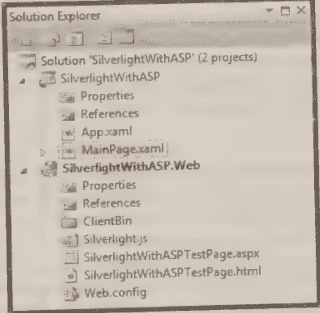 Solution Explorer
Solution 'SilverlightWithASP' (2 projects)
SilverlightWithASP
Properties
References
App.xaml
MainPage.xaml
SilverlightWithASP.Web
Properties
References
ClientBin
Silverlight.js
SilverlightWithASPTestPage.aspx
SilverlightWithASPTestPage.html
Web.config